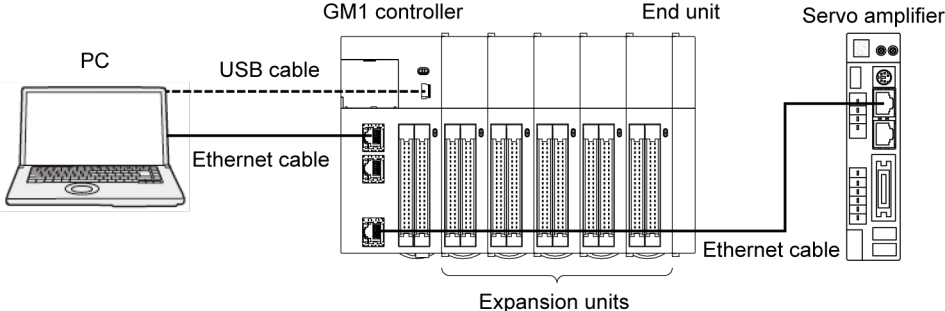 GM1 controller
End unit
Servo amplifier
PC
USB cable
Ethernet cable
Ethernet cable
Expansion units